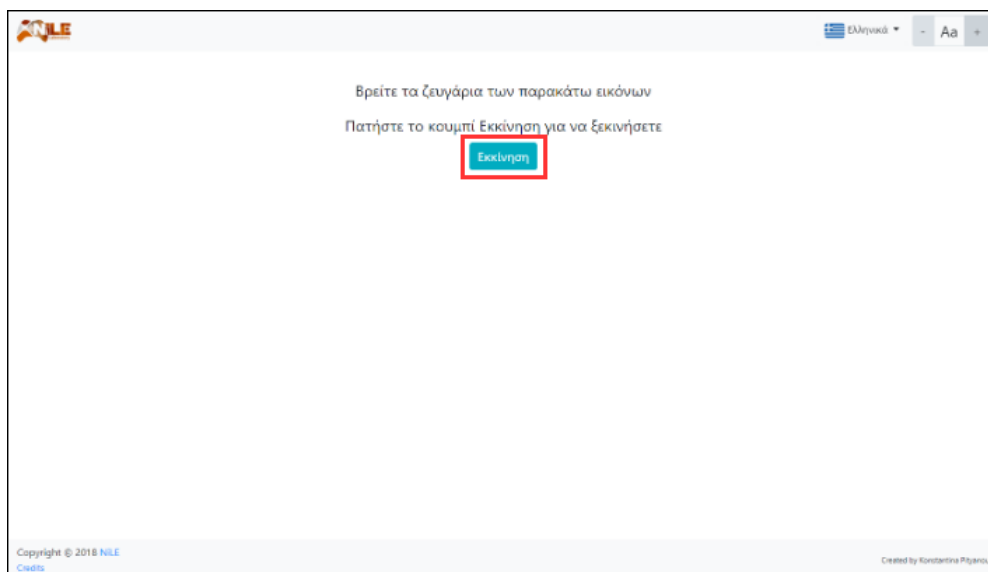 NiLE
Ελληνικά
- Aa +
Βρείτε τα ζευγάρια των παρακάτω εικόνων
Πατήστε το κουμπί Εκκίνηση για να ξεκινήσετε
Εκκίνηση
Copyright © 2018 NiLE
Credits
Created by Konstantina